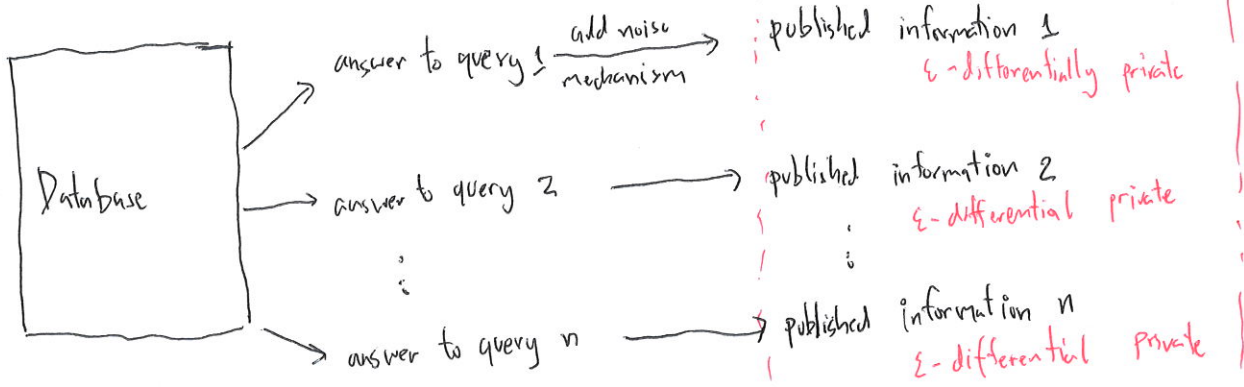 Database
answer to query 1
add noise
mechanism
published information 1
ε-differentially private
answer to query 2
published information 2
ε-differential private
⋮
⋮
answer to query n
published information n
ε-differential private